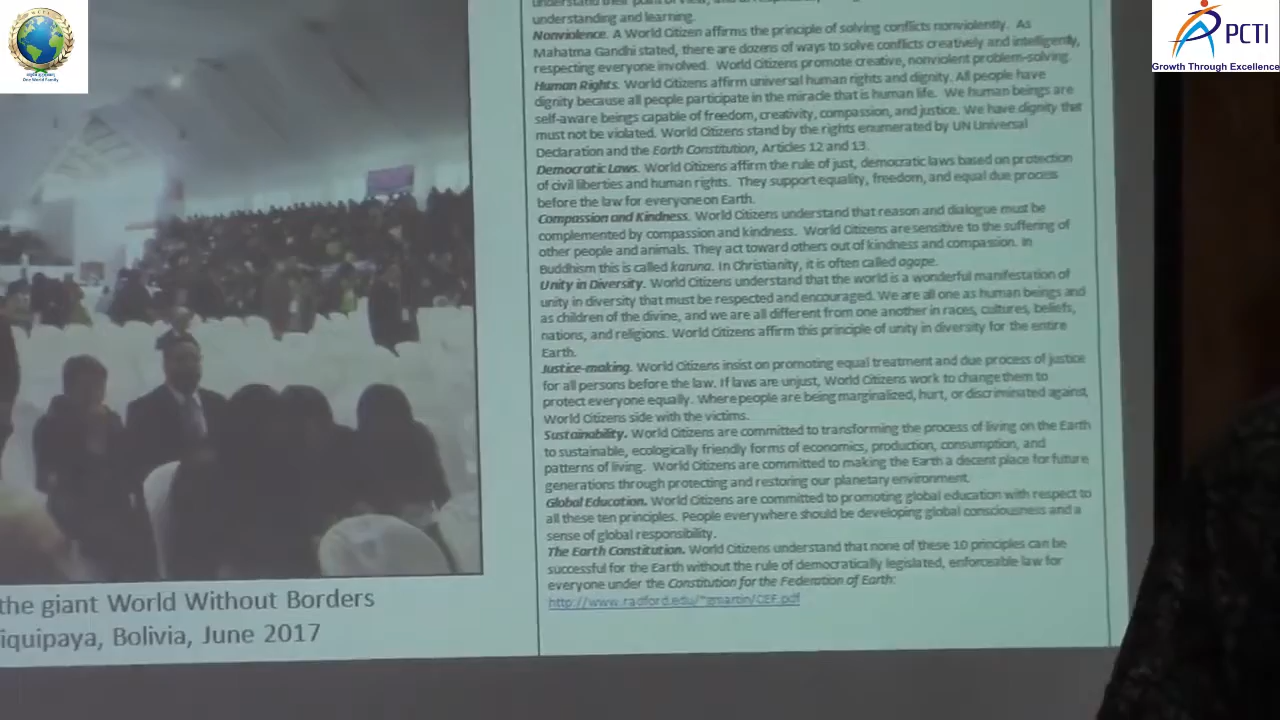 One World Family
PCTI
Growth Through Excellence
understanding and learning.
Nonviolence. A World Citizen affirms the principle of solving conflicts nonviolently. As
Mahatma Gandhi stated, there are dozens of ways to solve conflicts creatively and intelligently,
respecting everyone involved. World Citizens promote creative, nonviolent problem-solving.
Human Rights. World Citizens affirm universal human rights and dignity. All people have
dignity because all people participate in the miracle that is human life. We human beings are
self-aware beings capable of freedom, creativity, compassion, and justice. We have dignity that
must not be violated. World Citizens stand by the rights enumerated by UN Universal
Declaration and the Earth Constitution, Articles 12 and 13.
Democratic Laws. World Citizens affirm the rule of just, democratic laws based on protection
of civil liberties and human rights. They support equality, freedom, and equal due process
before the law for everyone on Earth.
Compassion and Kindness. World Citizens understand that reason and dialogue must be
complemented by compassion and kindness. World Citizens are sensitive to the suffering of
other people and animals. They act toward others out of kindness and compassion. In
Buddhism this is called karuna. In Christianity, it is often called agape.
Unity in Diversity. World Citizens understand that the world is a wonderful manifestation of
unity in diversity that must be respected and encouraged. We are all one as human beings and
as children of the divine, and we are all different from one another in races, cultures, beliefs,
nations, and religions. World Citizens affirm this principle of unity in diversity for the entire
Earth.
Justice-making. World Citizens insist on promoting equal treatment and due process of justice
for all persons before the law. If laws are unjust, World Citizens work to change them to
protect everyone equally. Where people are being marginalized, hurt, or discriminated against,
World Citizens side with the victims.
Sustainability. World Citizens are committed to transforming the process of living on the Earth
to sustainable, ecologically friendly forms of economics, production, consumption, and
patterns of living. World Citizens are committed to making the Earth a decent place for future
generations through protecting and restoring our planetary environment.
Global Education. World Citizens are committed to promoting global education with respect to
all these ten principles. People everywhere should be developing global consciousness and a
sense of global responsibility.
The Earth Constitution. World Citizens understand that none of these 10 principles can be
successful for the Earth without the rule of democratically legislated, enforceable law for
everyone under the Constitution for the Federation of Earth:
http://www.radford.edu/~gmartin/CEF.pdf
the giant World Without Borders
iquipaya, Bolivia, June 2017